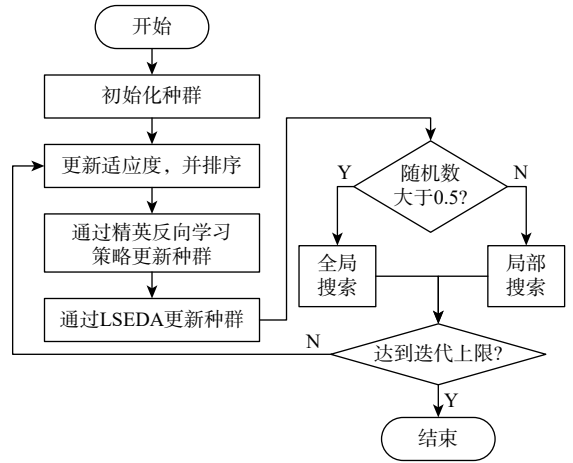 开始
初始化种群
更新适应度，并排序
通过精英反向学习
策略更新种群
通过LSEDA更新种群
随机数
大于0.5?
Y
N
全局
搜索
局部
搜索
达到迭代上限?
N
Y
结束